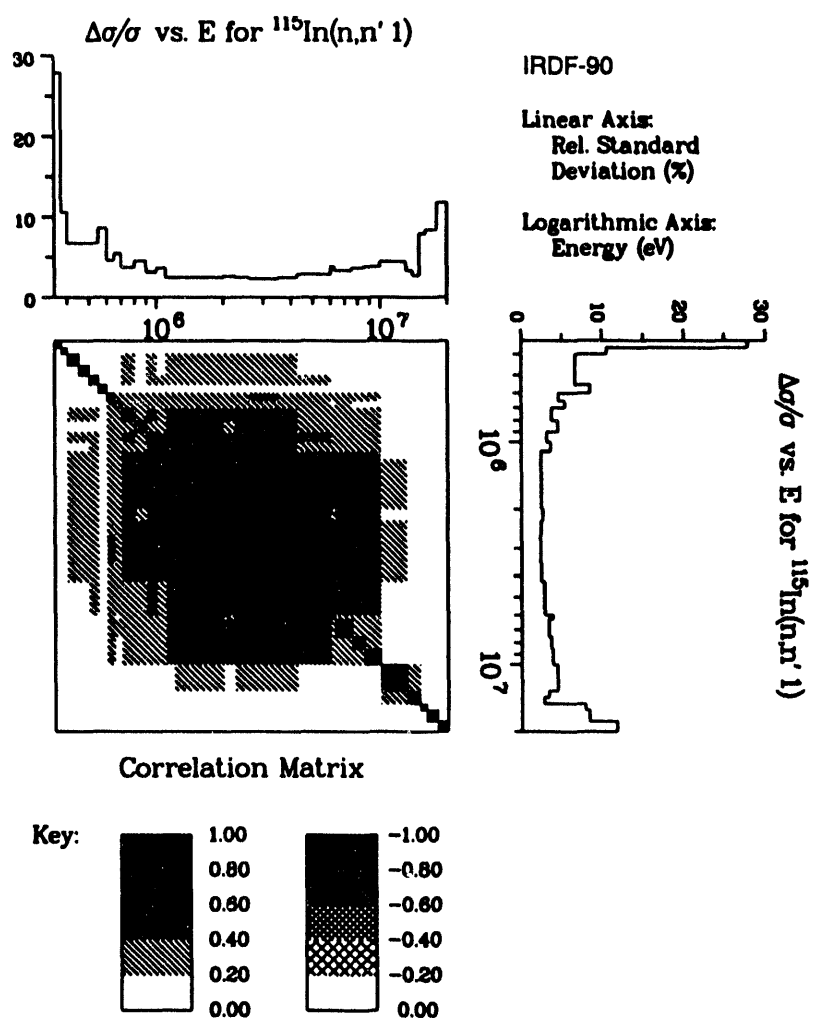 Δσ/σ vs. E for ¹¹⁵In(n,n' 1)
30
20
10
0
10⁶
10⁷
IRDF-90
Linear Axis:
Rel. Standard
Deviation (%)
Logarithmic Axis:
Energy (eV)
0
10
20
30
10⁶
10⁷
Δσ/σ vs. E for ¹¹⁵In(n,n' 1)
Correlation Matrix
Key:
1.00
0.80
0.60
0.40
0.20
0.00
-1.00
-0.80
-0.60
-0.40
-0.20
0.00